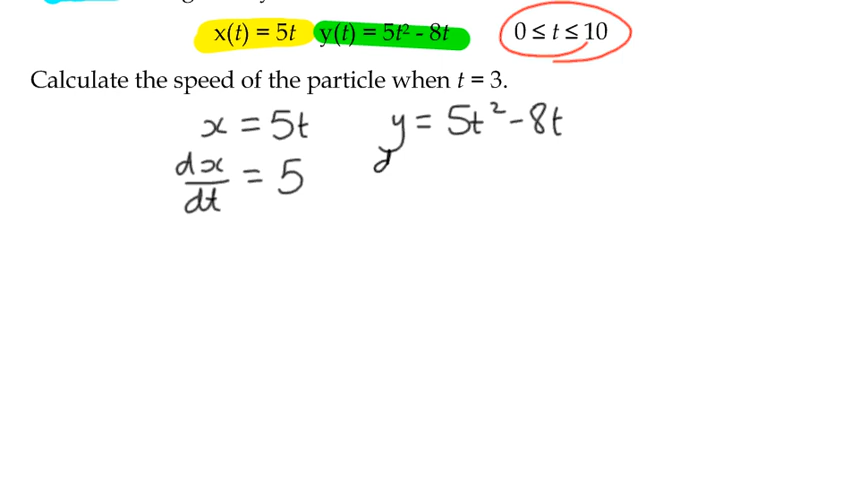 x(t) = 5t y(t) = 5t² - 8t 0 ≤ t ≤ 10
Calculate the speed of the particle when t = 3.
x = 5t y = 5t² - 8t
dx/dt = 5 d